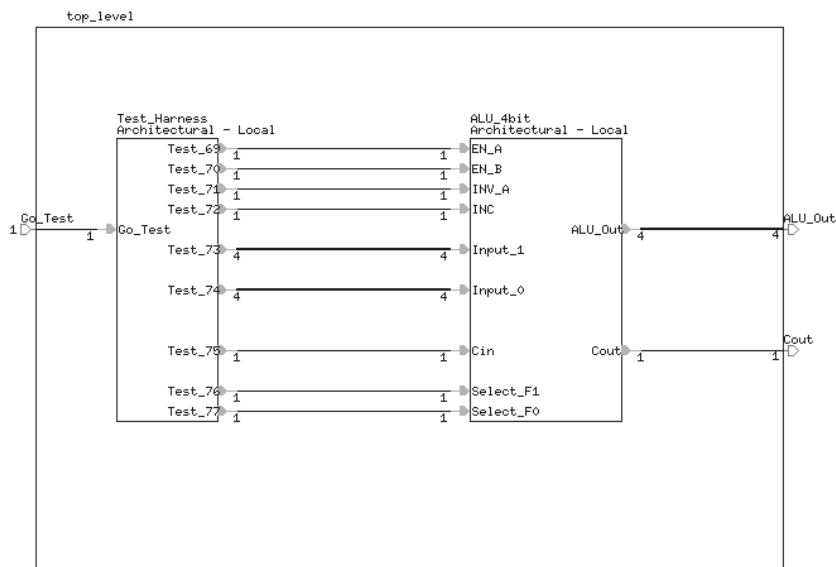 top_level
Test_Harness
Architectural - Local
ALU_4bit
Architectural - Local
Test_69 1 1 EN_A
Test_70 1 1 EN_B
Test_71 1 1 INV_A
Test_72 1 1 INC
Go_Test
1 1 Go_Test
ALU_Out 4 4
ALU_Out
Test_73 4 4 Input_1
Test_74 4 4 Input_0
Cout
Test_75 1 1 Cin
Cout 1 1
Test_76 1 1 Select_F1
Test_77 1 1 Select_F0